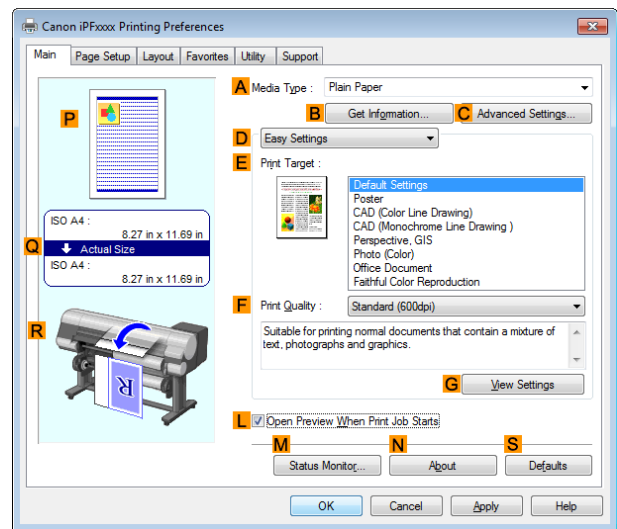 Canon iPFxxxx Printing Preferences
Main Page Setup Layout Favorites Utility Support
A Media Type : Plain Paper
B Get Information... C Advanced Settings...
D Easy Settings
E Print Target :
Default Settings
Poster
CAD (Color Line Drawing)
CAD (Monochrome Line Drawing )
Perspective, GIS
Photo (Color)
Office Document
Faithful Color Reproduction
F Print Quality : Standard (600dpi)
Suitable for printing normal documents that contain a mixture of
text, photographs and graphics.
G View Settings
L Open Preview When Print Job Starts
M N S
Status Monitor... About Defaults
OK Cancel Apply Help
P
ISO A4 :
8.27 in x 11.69 in
Q Actual Size
ISO A4 :
8.27 in x 11.69 in
R
R